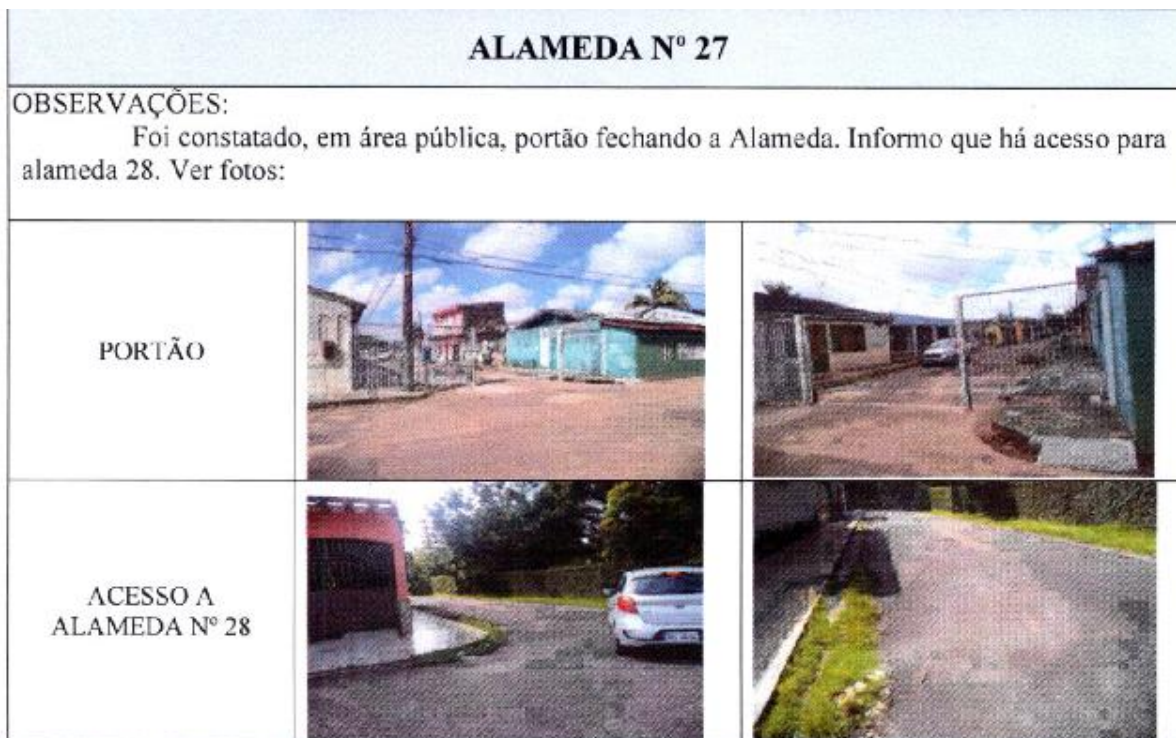 ALAMEDA Nº 27
OBSERVAÇÕES:
Foi constatado, em área pública, portão fechando a Alameda. Informo que há acesso para
alameda 28. Ver fotos:
PORTÃO
ACESSO A
ALAMEDA Nº 28